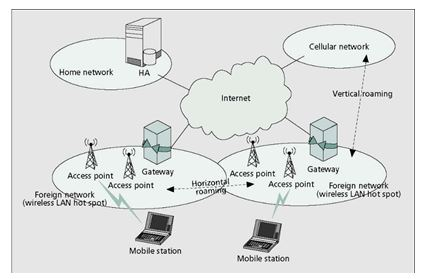 Cellular network
Home network
HA
Vertical roaming
Internet
Gateway
Gateway
Access point
Access point
Access point
Access point
Horizontal
roaming
Foreign network
(wireless LAN hot spot)
Foreign network
(wireless LAN hot spot)
Mobile station
Mobile station